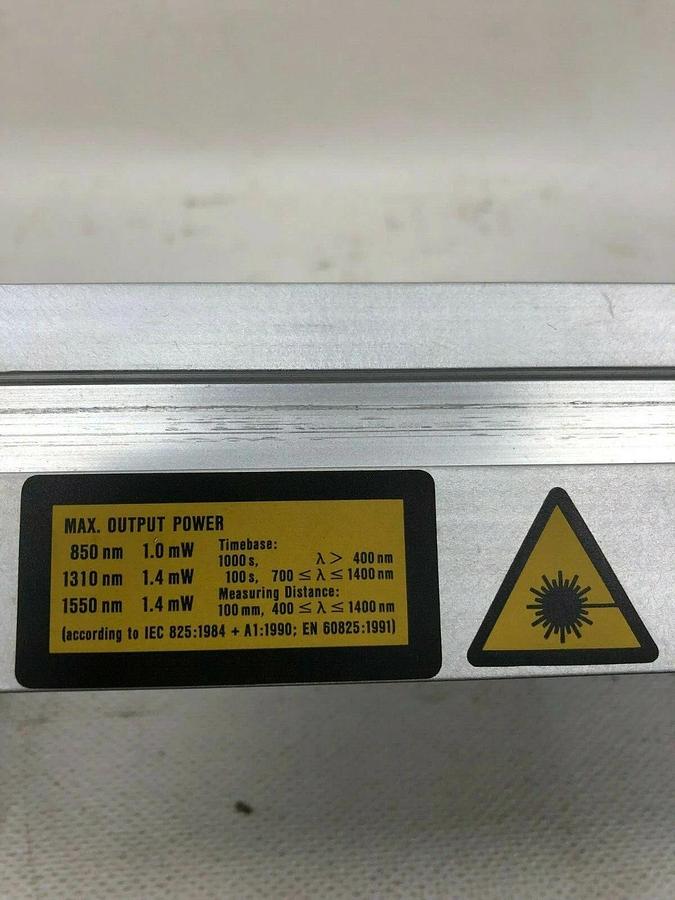 MAX. OUTPUT POWER
850 nm 1.0 mW
1310 nm 1.4 mW
1550 nm 1.4 mW
Timebase:
1000 s, λ > 400 nm
100 s, 700 ≤ λ ≤ 1400 nm
Measuring Distance:
100 mm, 400 ≤ λ ≤ 1400 nm
(according to IEC 825:1984 + A1:1990; EN 60825:1991)